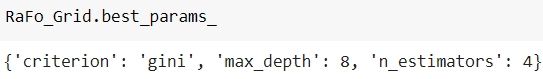 RaFo_Grid.best_params_
{'criterion': 'gini', 'max_depth': 8, 'n_estimators': 4}